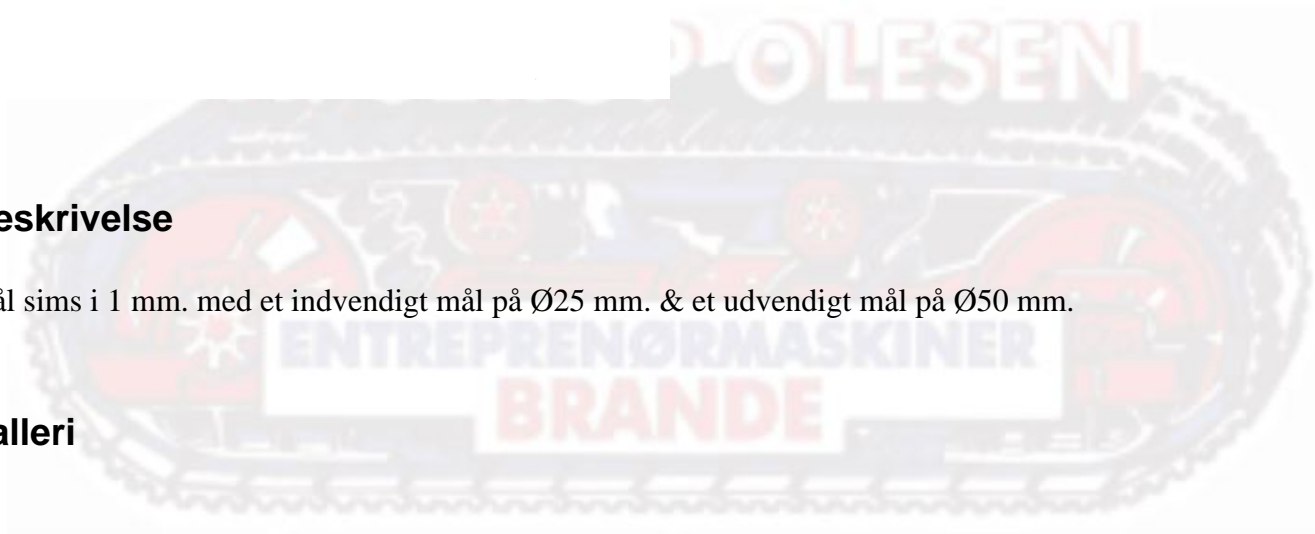 P OLESEN
eskrivelse
ål sims i 1 mm. med et indvendigt mål på Ø25 mm. & et udvendigt mål på Ø50 mm.
ENTREPRENØRMASKINER
BRANDE
alleri